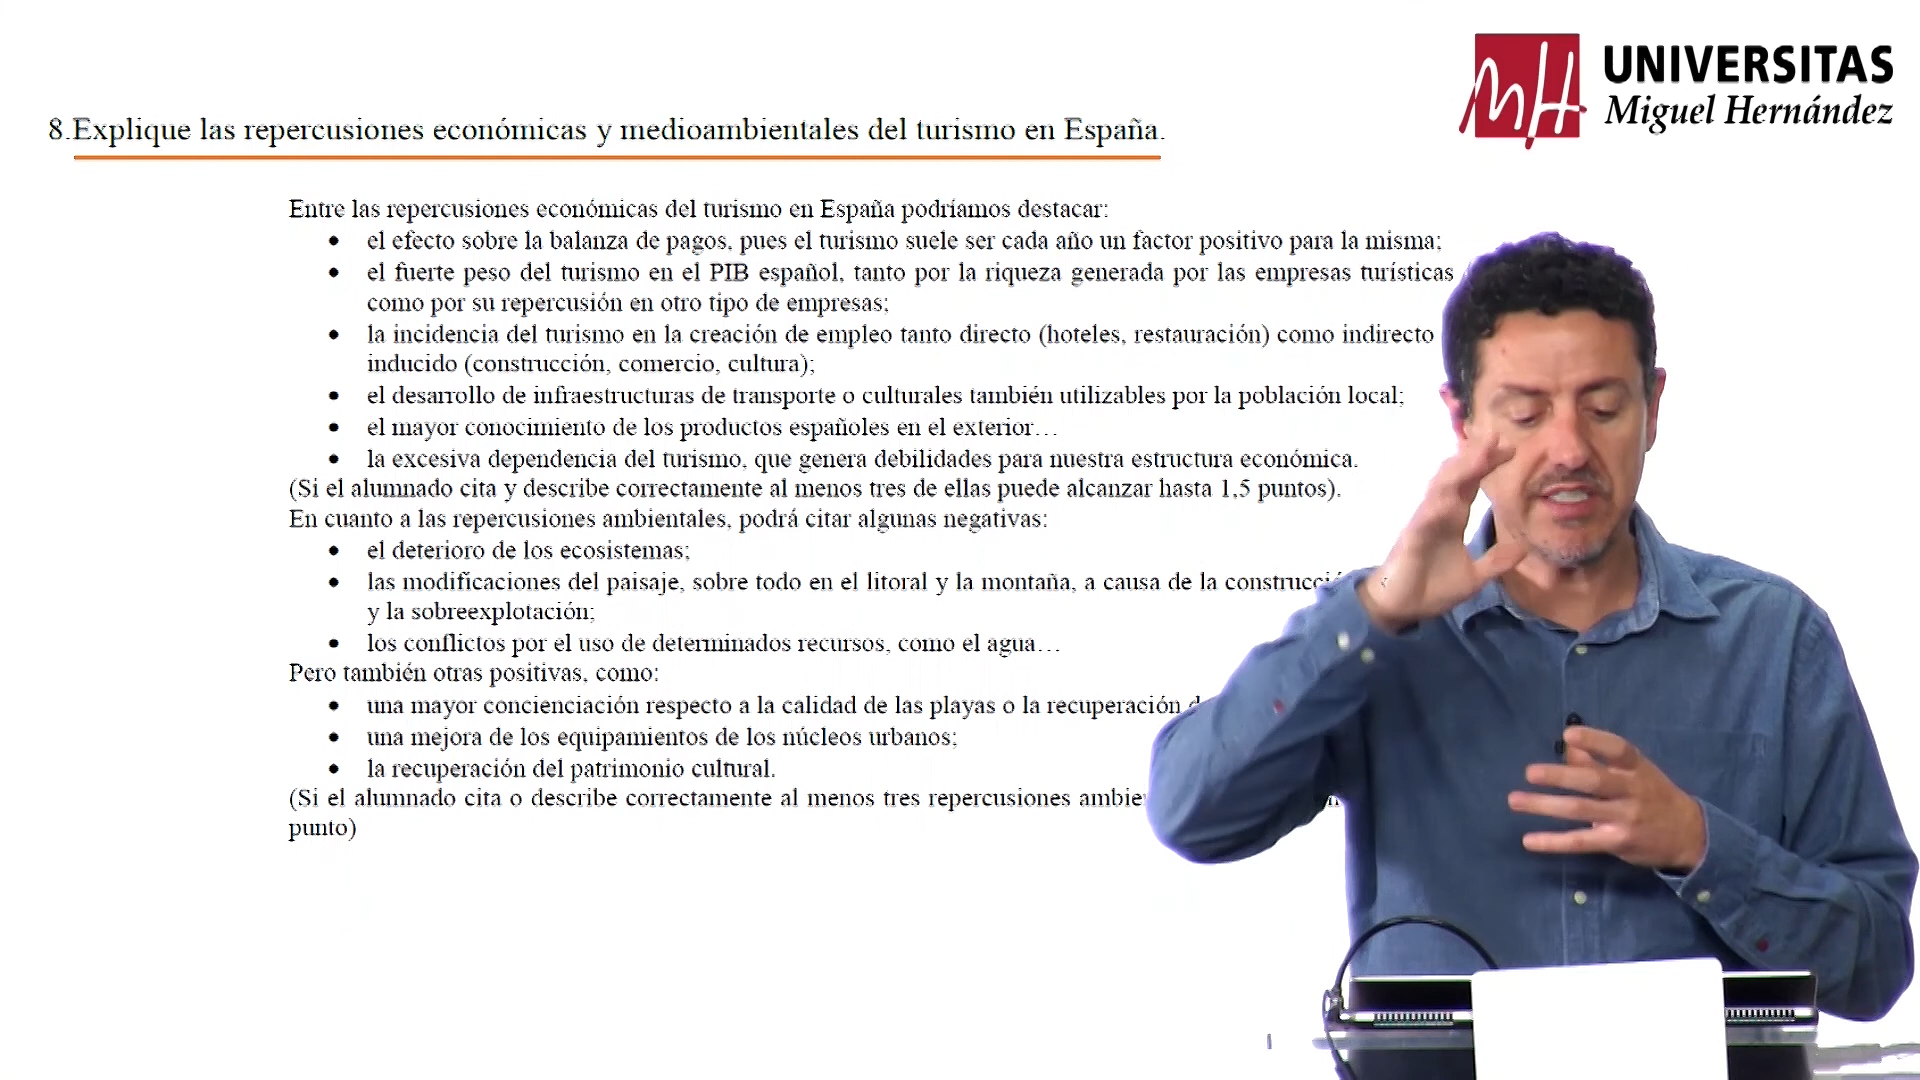 UNIVERSITAS
Miguel Hernández
8.Explique las repercusiones económicas y medioambientales del turismo en España.
Entre las repercusiones económicas del turismo en España podríamos destacar:
• el efecto sobre la balanza de pagos, pues el turismo suele ser cada año un factor positivo para la misma;
• el fuerte peso del turismo en el PIB español, tanto por la riqueza generada por las empresas turísticas
como por su repercusión en otro tipo de empresas;
• la incidencia del turismo en la creación de empleo tanto directo (hoteles, restauración) como indirecto
inducido (construcción, comercio, cultura);
• el desarrollo de infraestructuras de transporte o culturales también utilizables por la población local;
• el mayor conocimiento de los productos españoles en el exterior…
• la excesiva dependencia del turismo, que genera debilidades para nuestra estructura económica.
(Si el alumnado cita y describe correctamente al menos tres de ellas puede alcanzar hasta 1,5 puntos).
En cuanto a las repercusiones ambientales, podrá citar algunas negativas:
• el deterioro de los ecosistemas;
• las modificaciones del paisaje, sobre todo en el litoral y la montaña, a causa de la
y la sobreexplotación;
• los conflictos por el uso de determinados recursos, como el agua…
Pero también otras positivas, como:
• una mayor concienciación respecto a la calidad de las playas o la recuperación
• una mejora de los equipamientos de los núcleos urbanos;
• la recuperación del patrimonio cultural.
(Si el alumnado cita o describe correctamente al menos tres repercusiones
punto)